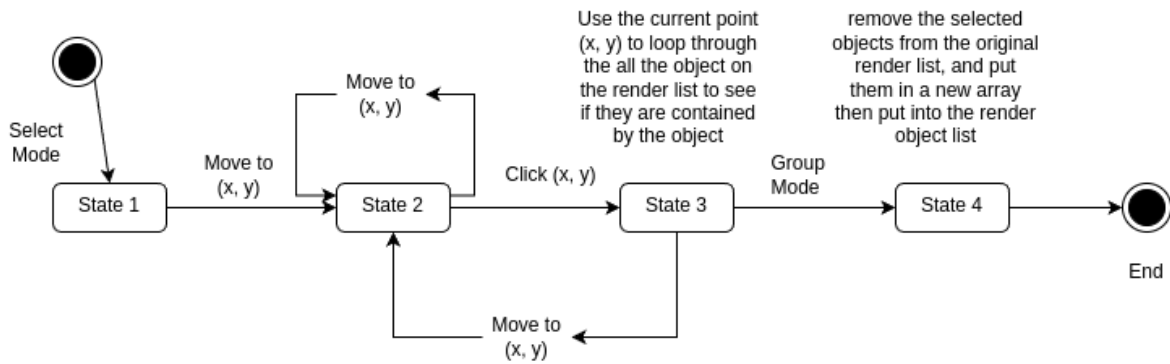 Use the current point
(x, y) to loop through
the all the object on
the render list to see
if they are contained
by the object
remove the selected
objects from the original
render list, and put
them in a new array
then put into the render
object list
Select
Mode
Move to
(x, y)
Move to
(x, y)
Click (x, y)
Group
Mode
State 1
State 2
State 3
State 4
End
Move to
(x, y)